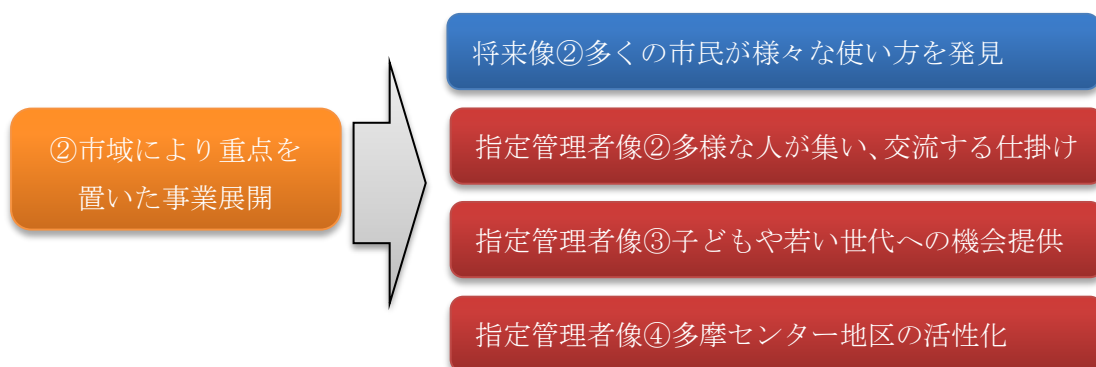 ②市域により重点を
置いた事業展開
将来像②多くの市民が様々な使い方を発見
指定管理者像②多様な人が集い、交流する仕掛け
指定管理者像③子どもや若い世代への機会提供
指定管理者像④多摩センター地区の活性化